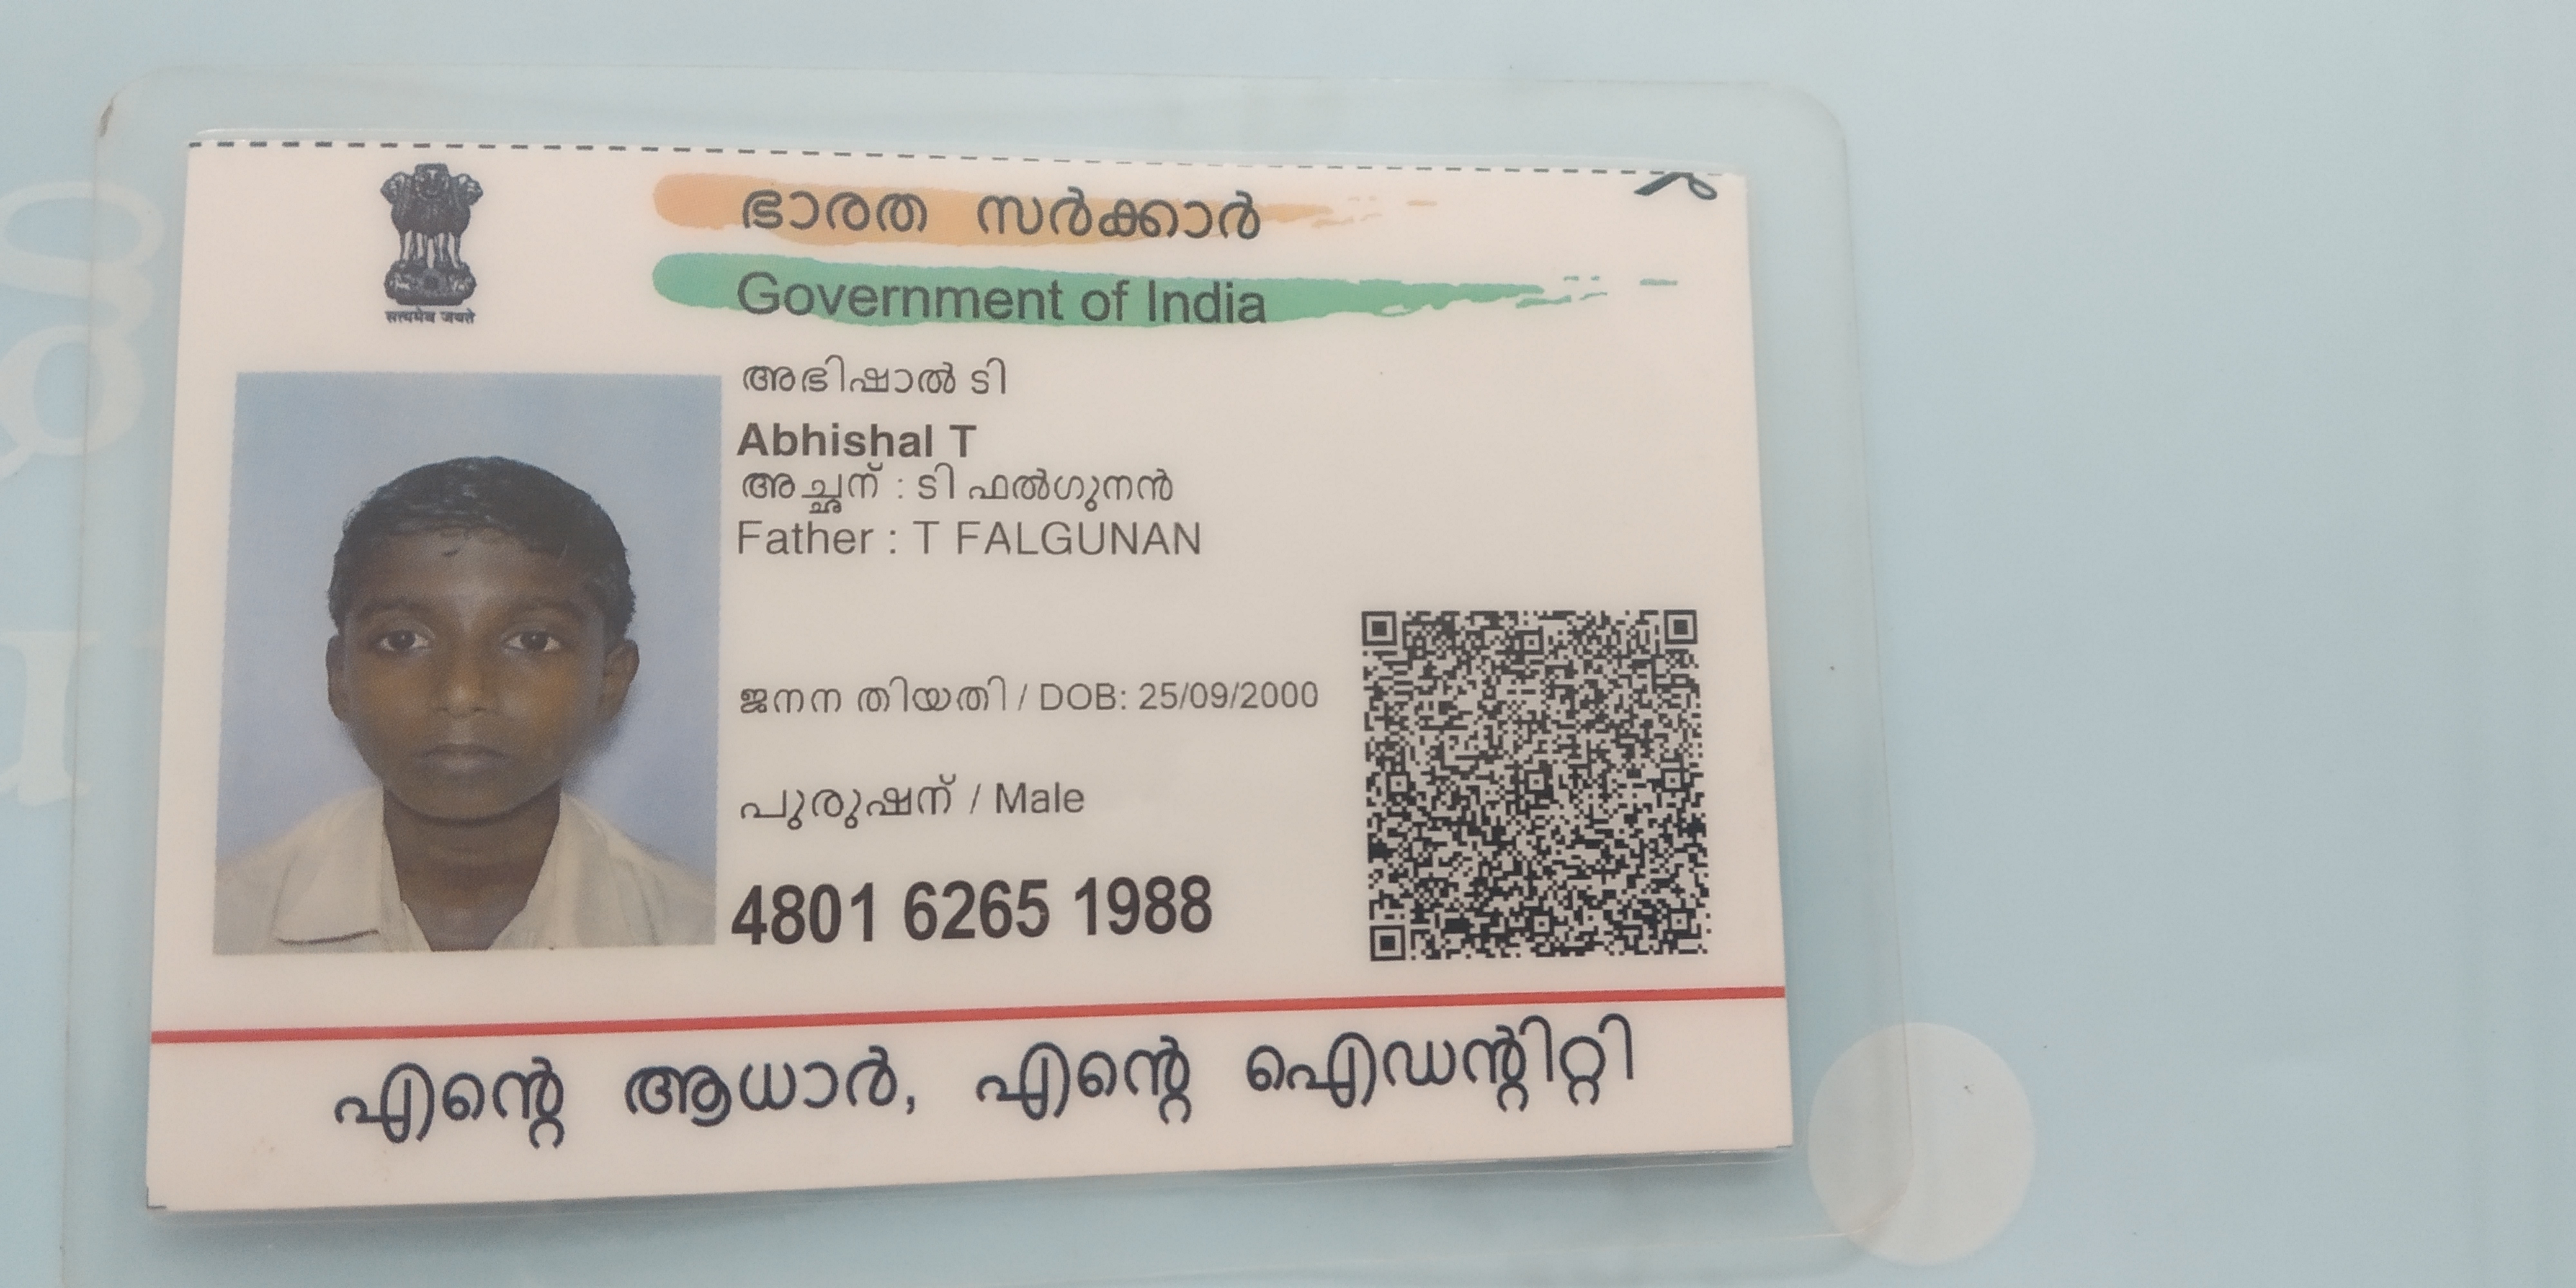 ഭാരത സർക്കാർ
Government of India
सत्यमेव जयते
അഭിഷാൽ ടി
Abhishal T
അച്ഛന് : ടി ഫൽഗുനൻ
Father : T FALGUNAN
ജനന തിയതി / DOB: 25/09/2000
പുരുഷന് / Male
4801 6265 1988
എന്റെ ആധാർ, എന്റെ ഐഡന്റിറ്റി